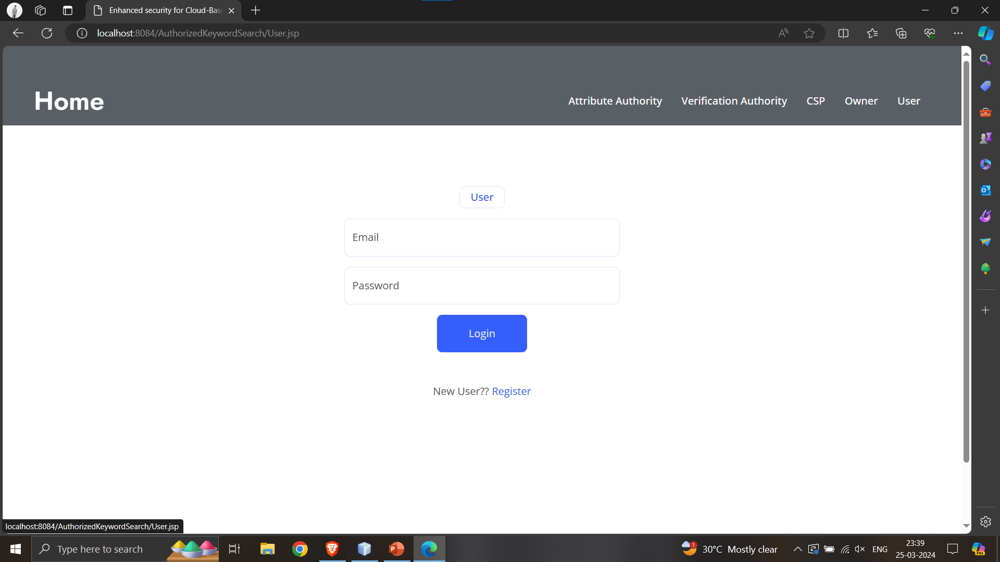 Enhanced security for Cloud-Bas
localhost:8084/AuthorizedKeywordSearch/User.jsp
Home
Attribute Authority
Verification Authority
CSP
Owner
User
User
Email
Password
Login
New User?? Register
localhost:8084/AuthorizedKeywordSearch/User.jsp
Type here to search
1
30°C Mostly clear
ENG
23:39
25-03-2024
PRE